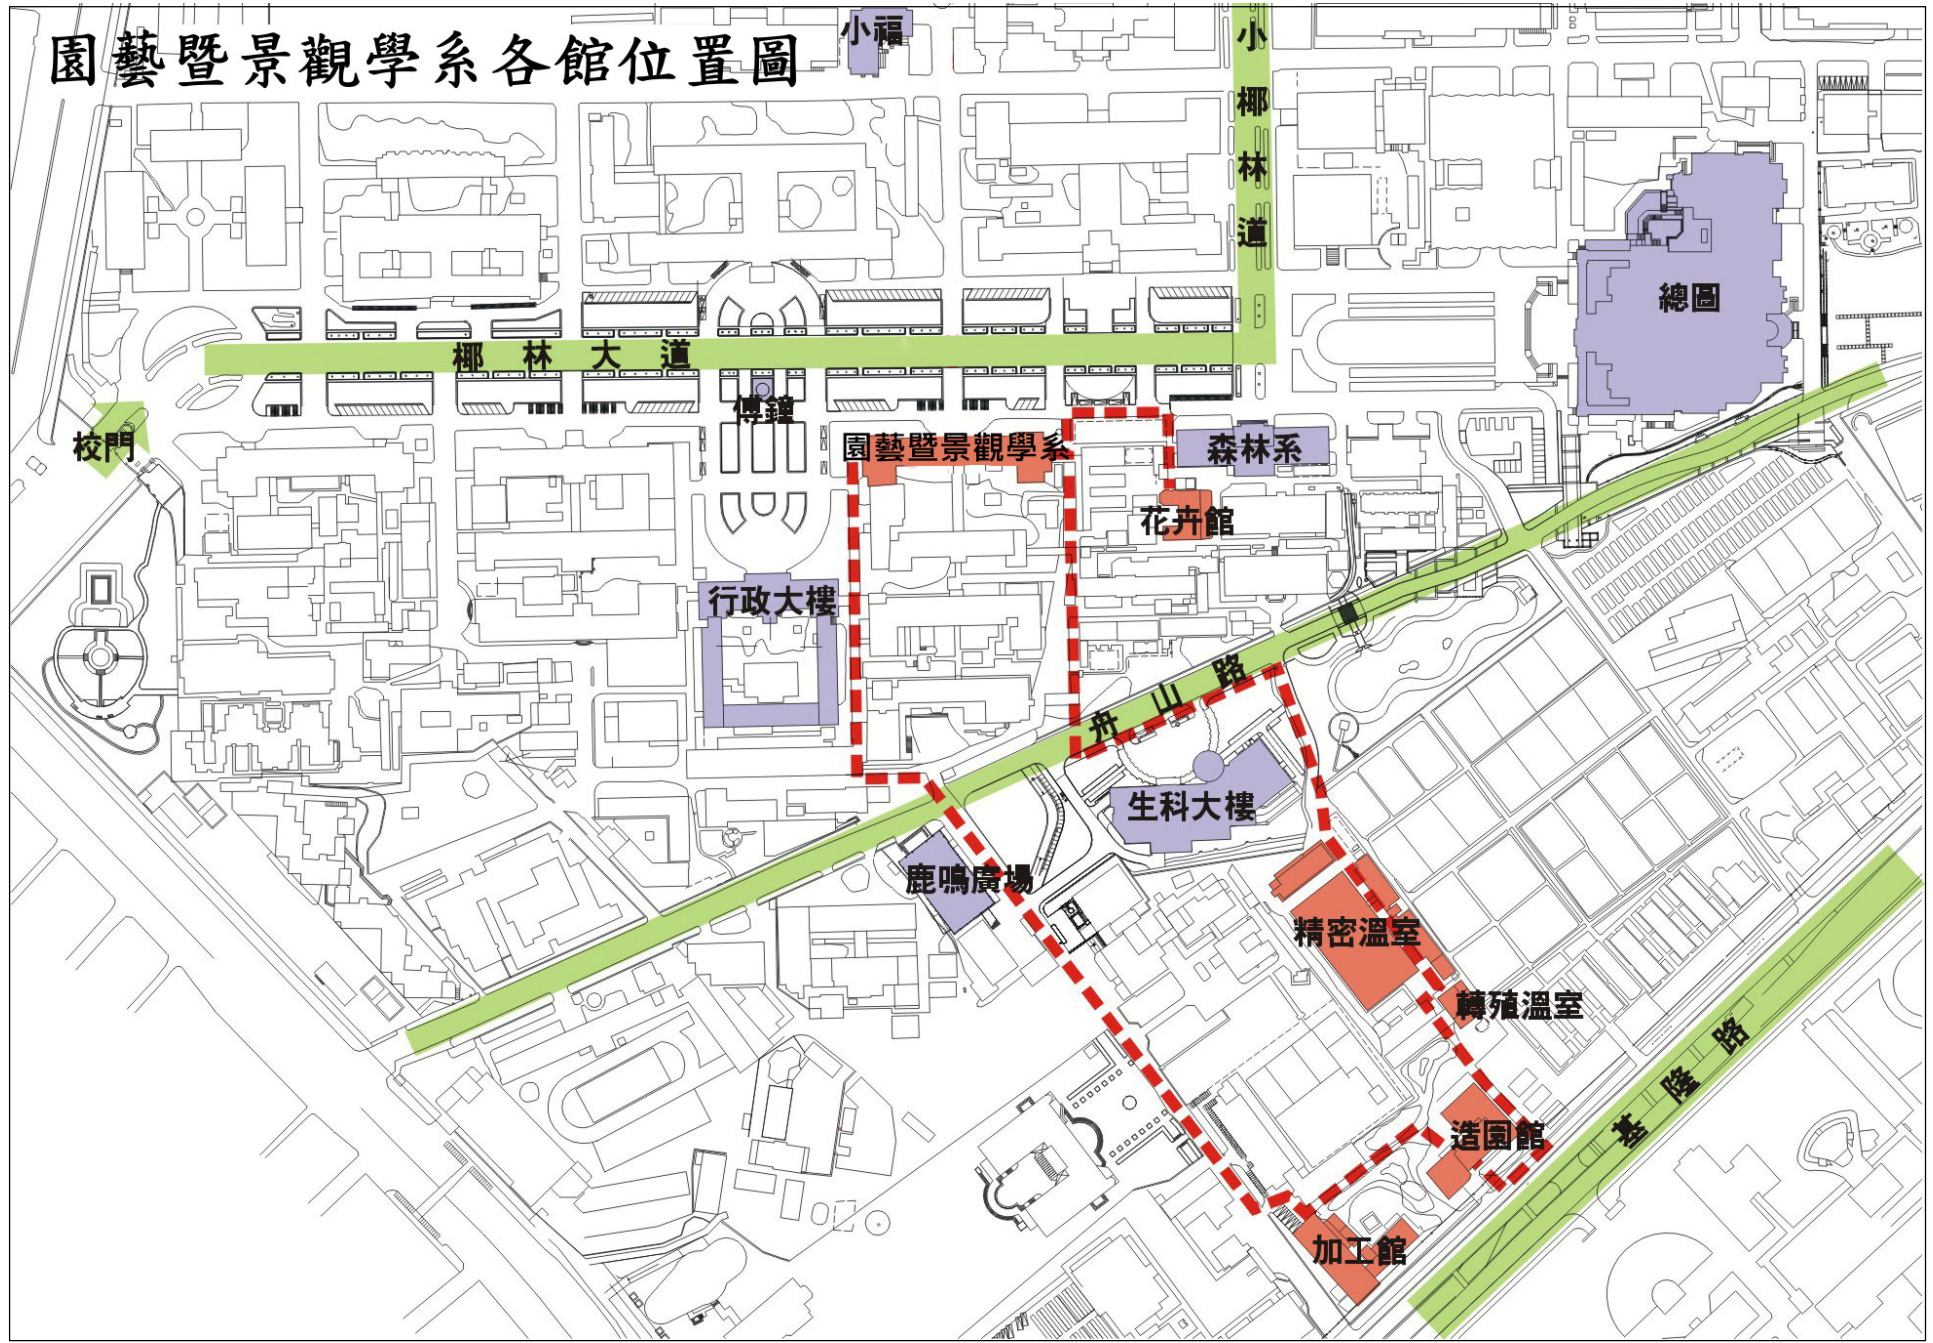 園藝暨景觀學系各館位置圖
小福
小椰林道
總圖
椰林大道
傅鐘
校門
園藝暨景觀學系
森林系
花卉館
行政大樓
舟山路
生科大樓
鹿鳴廣場
精密溫室
轉殖溫室
基隆路
造園館
加工館